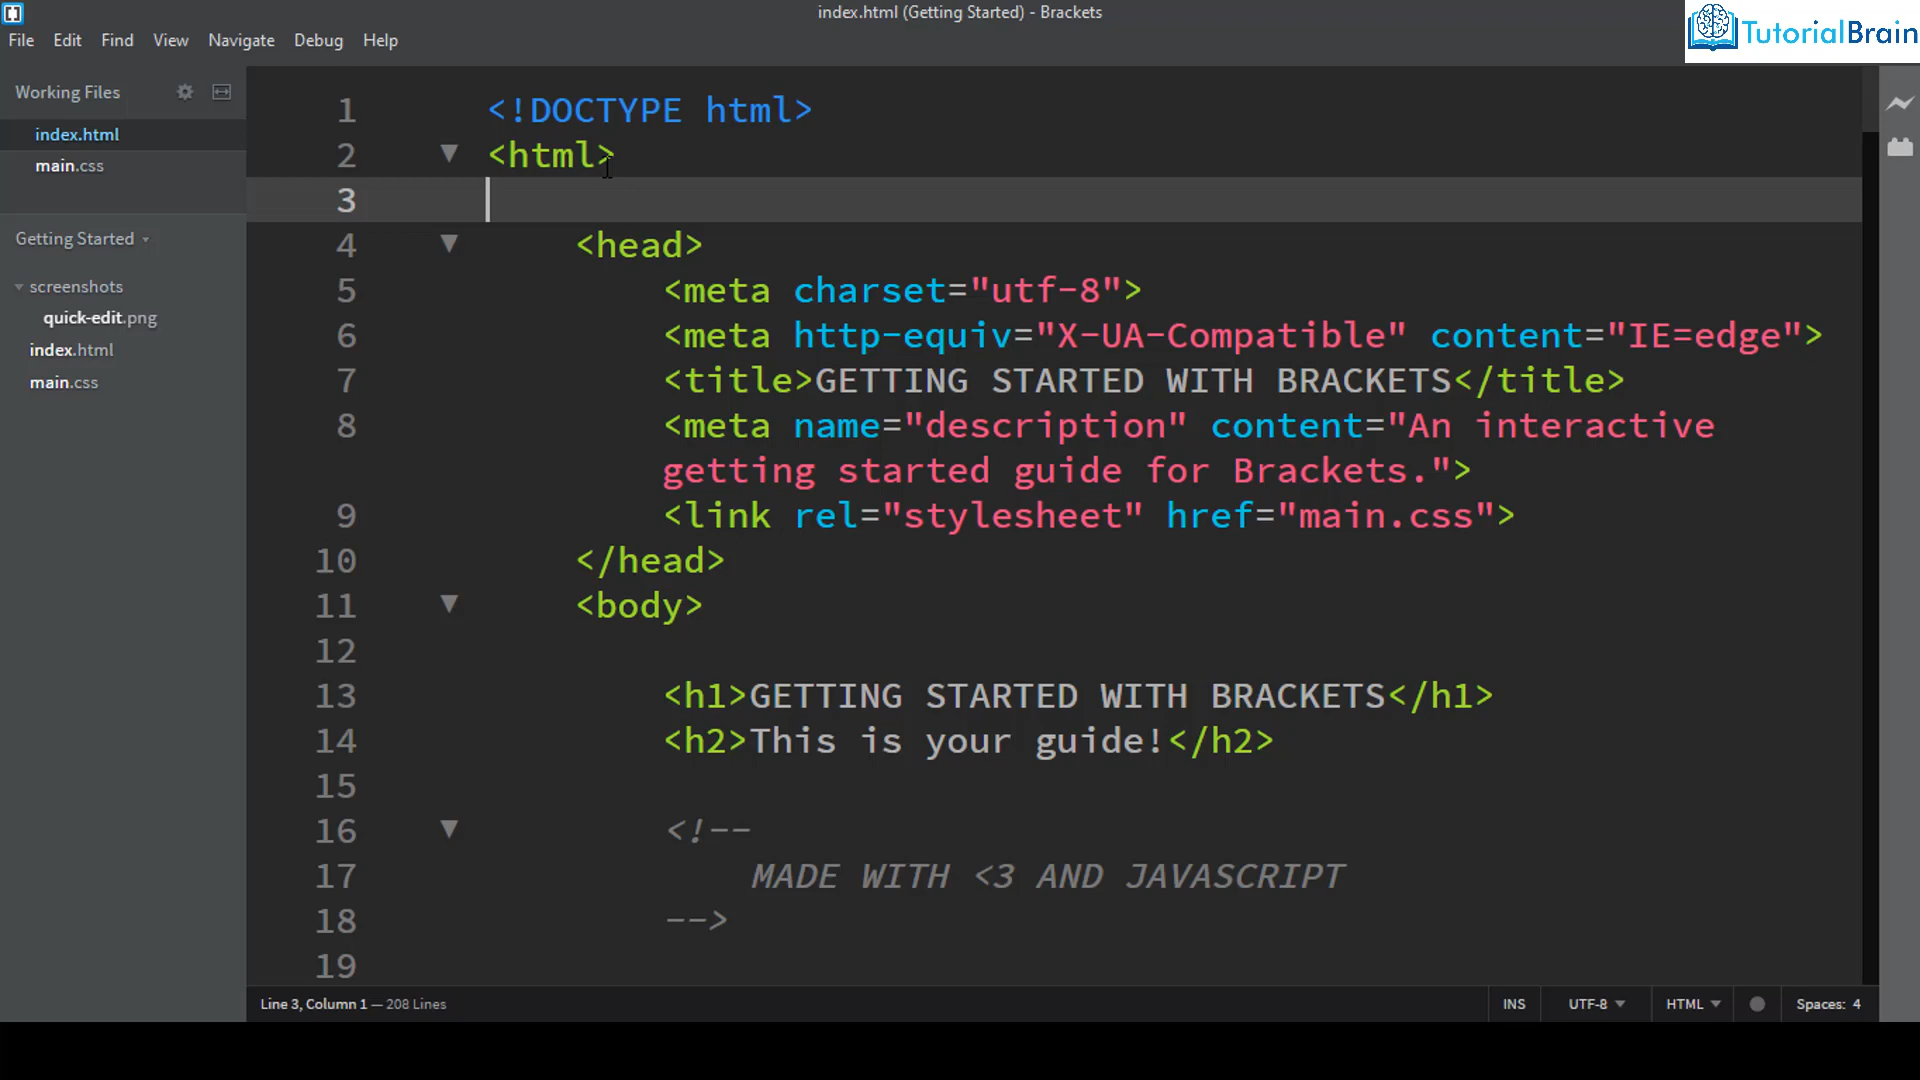 index.html (Getting Started) - Brackets
TutorialBrain
File Edit Find View Navigate Debug Help
Working Files
index.html
main.css
Getting Started
screenshots
quick-edit.png
index.html
main.css
1 <!DOCTYPE html>
2 <html>
3
4 <head>
5 <meta charset="utf-8">
6 <meta http-equiv="X-UA-Compatible" content="IE=edge">
7 <title>GETTING STARTED WITH BRACKETS</title>
8 <meta name="description" content="An interactive
getting started guide for Brackets.">
9 <link rel="stylesheet" href="main.css">
10 </head>
11 <body>
12
13 <h1>GETTING STARTED WITH BRACKETS</h1>
14 <h2>This is your guide!</h2>
15
16 <!--
17 MADE WITH <3 AND JAVASCRIPT
18 -->
19
Line 3, Column 1 — 208 Lines
INS UTF-8 HTML Spaces: 4